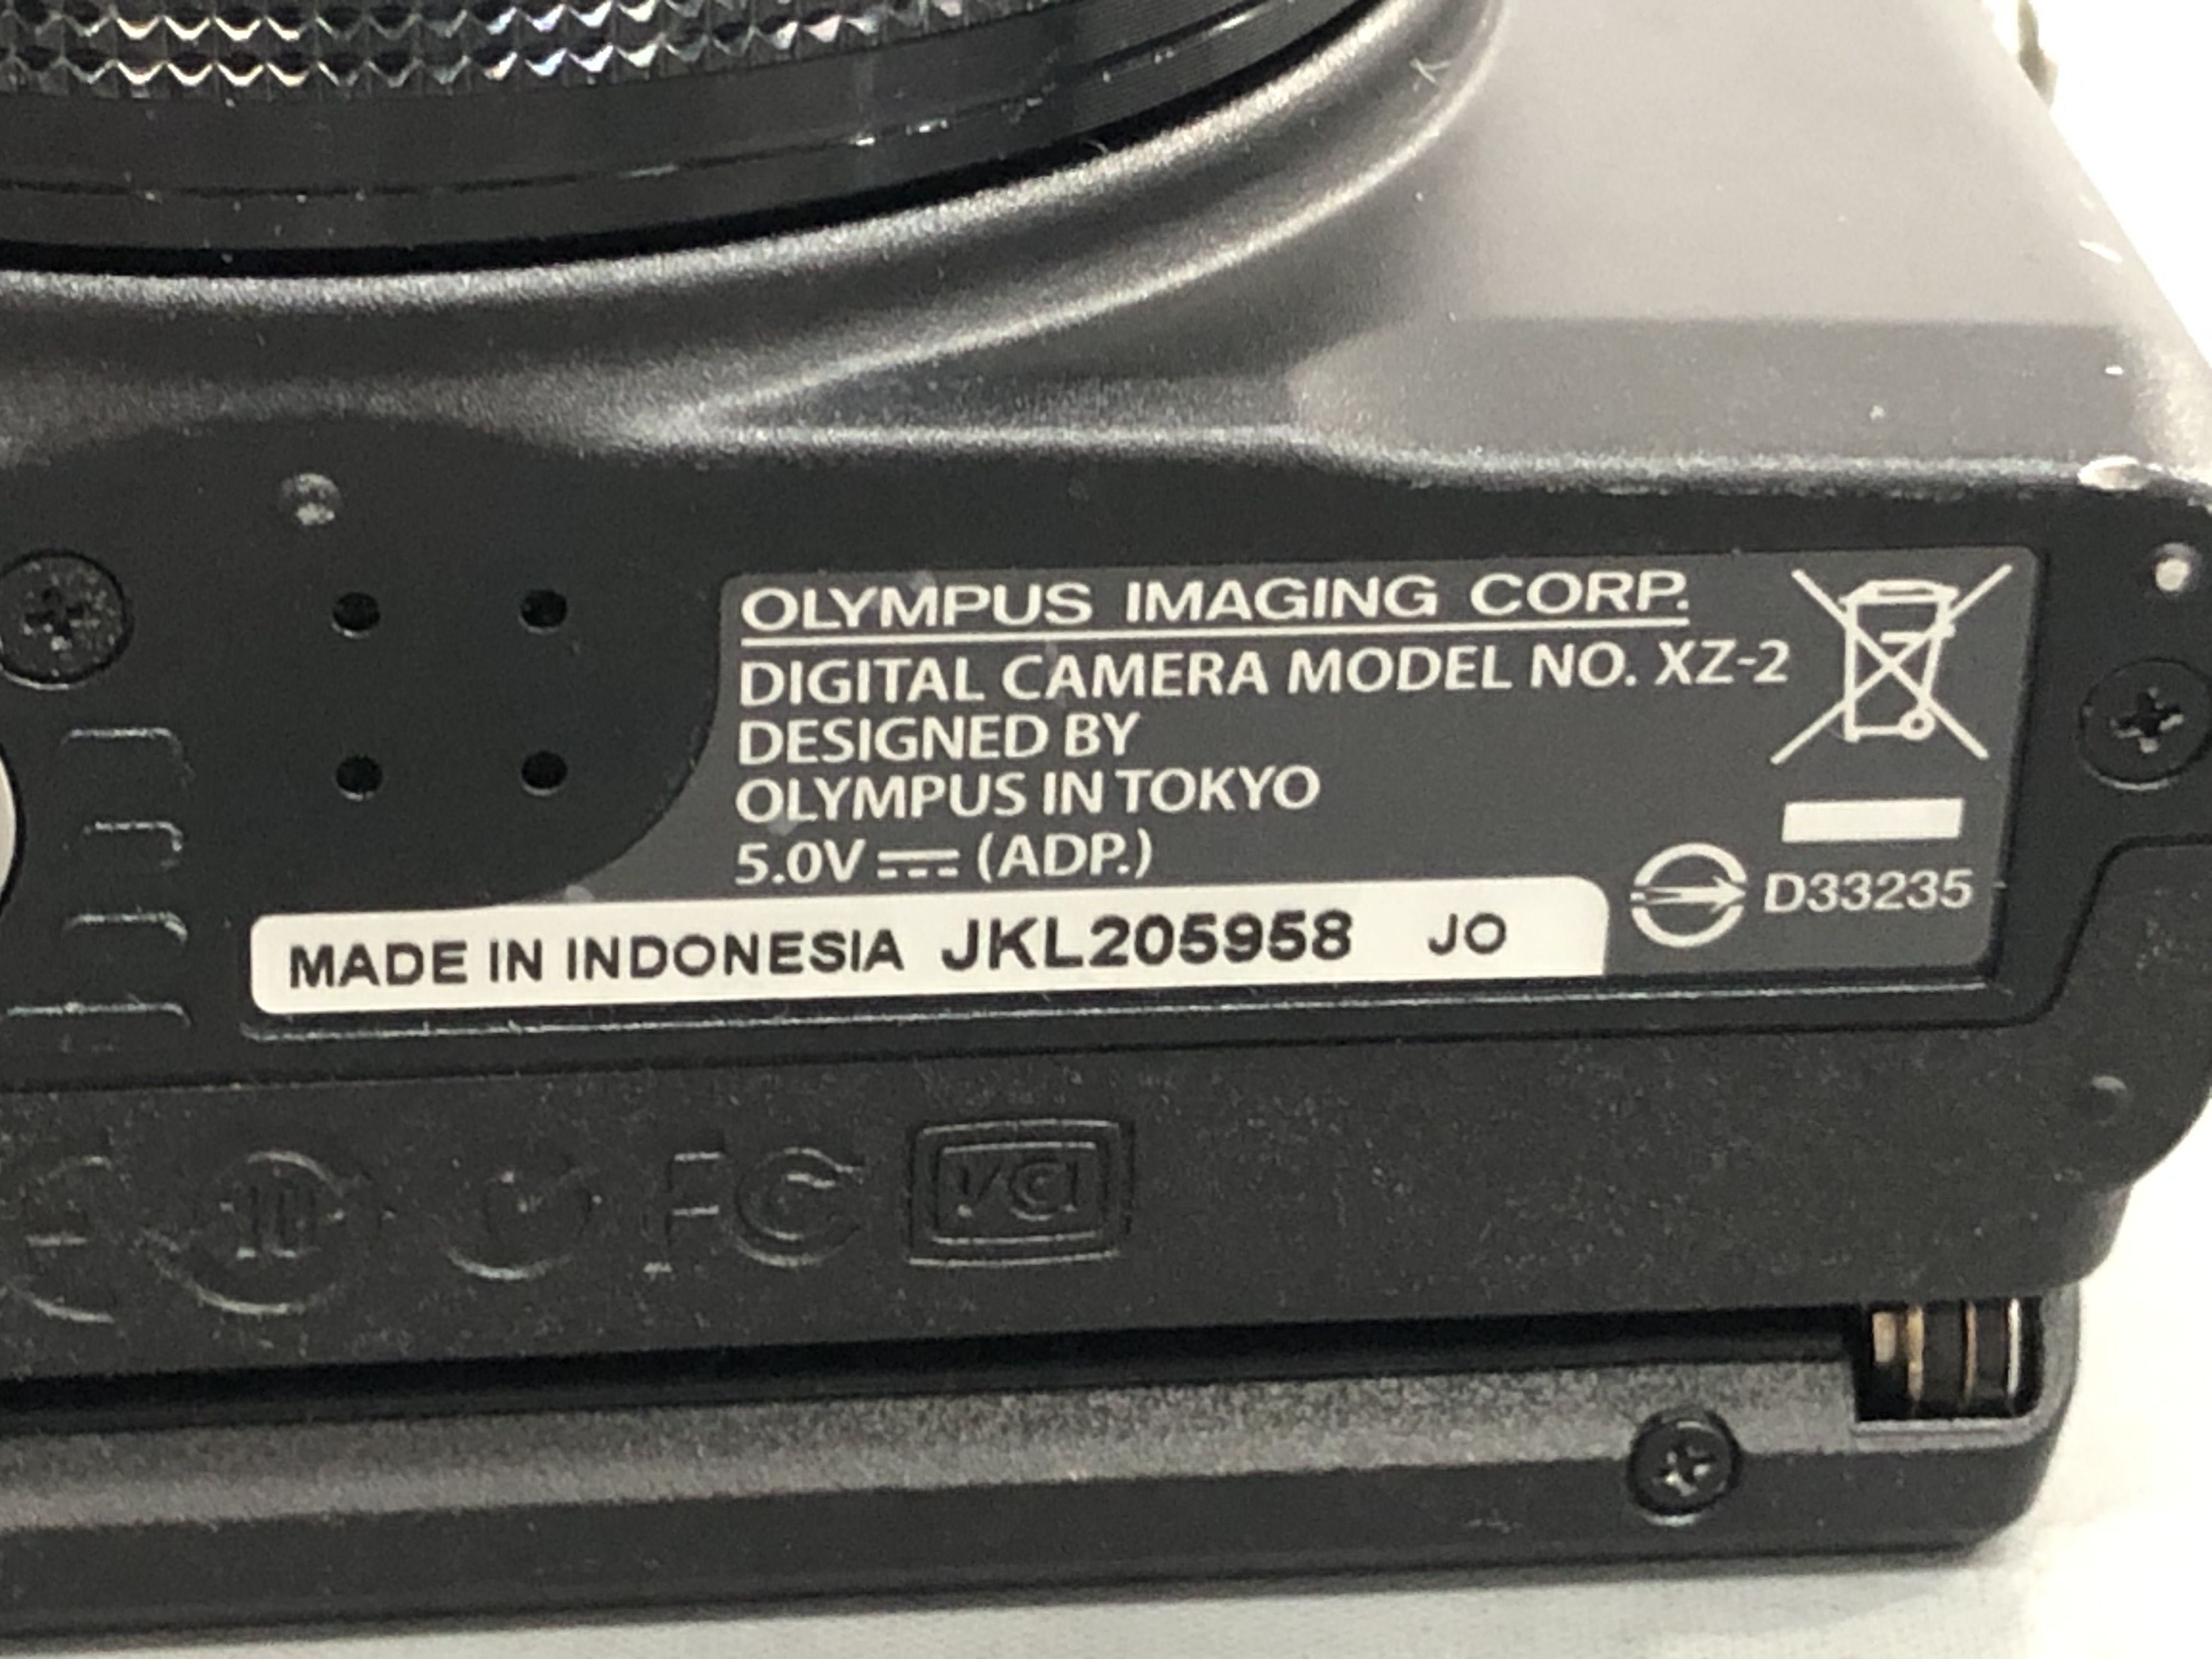 OLYMPUS IMAGING CORP.
DIGITAL CAMERA MODEL NO. XZ-2
DESIGNED BY
OLYMPUS IN TOKYO
5.0V ⎓ (ADP.)
D33235
MADE IN INDONESIA JKL205958 JO
FC VCI